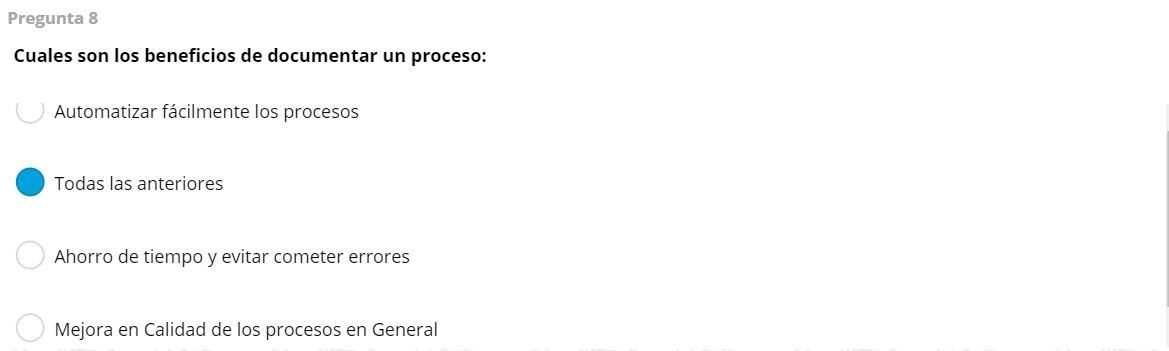 Pregunta 8
Cuales son los beneficios de documentar un proceso:
Automatizar fácilmente los procesos
Todas las anteriores
Ahorro de tiempo y evitar cometer errores
Mejora en Calidad de los procesos en General